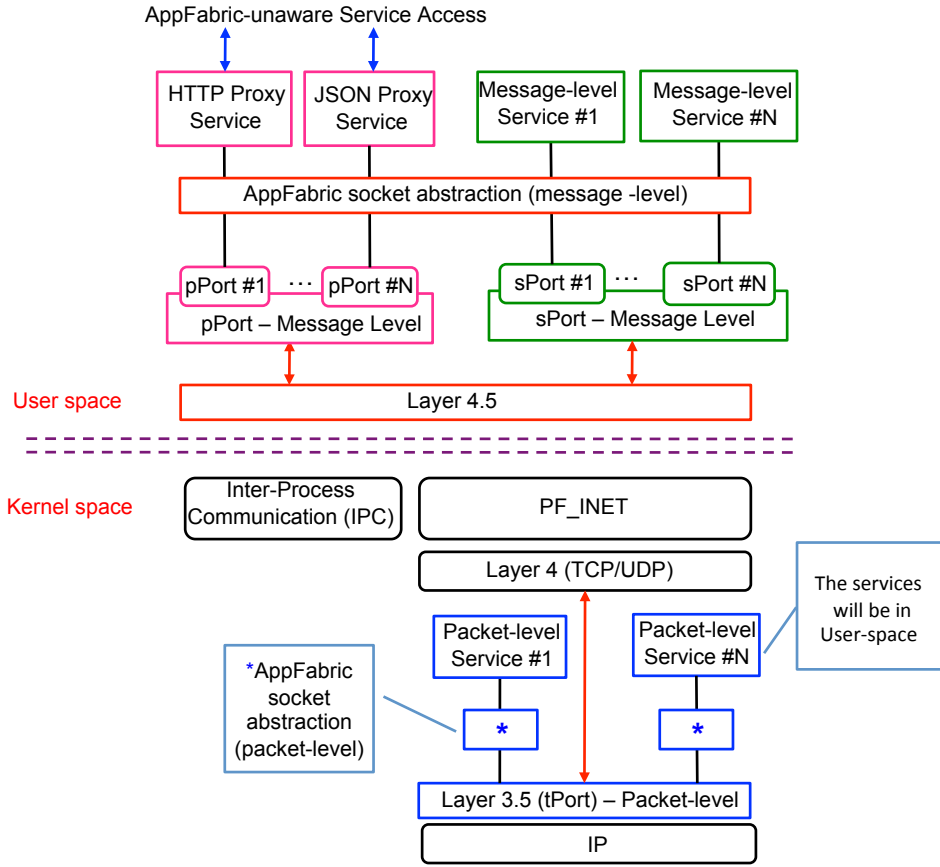 AppFabric-unaware Service Access
HTTP Proxy
Service
JSON Proxy
Service
Message-level
Service #1
Message-level
Service #N
AppFabric socket abstraction (message -level)
pPort #1
...
pPort #N
sPort #1
...
sPort #N
pPort – Message Level
sPort – Message Level
User space
Layer 4.5
Kernel space
Inter-Process
Communication (IPC)
PF_INET
Layer 4 (TCP/UDP)
The services
will be in
User-space
Packet-level
Service #1
Packet-level
Service #N
*AppFabric
socket
abstraction
(packet-level)
*
*
Layer 3.5 (tPort) – Packet-level
IP